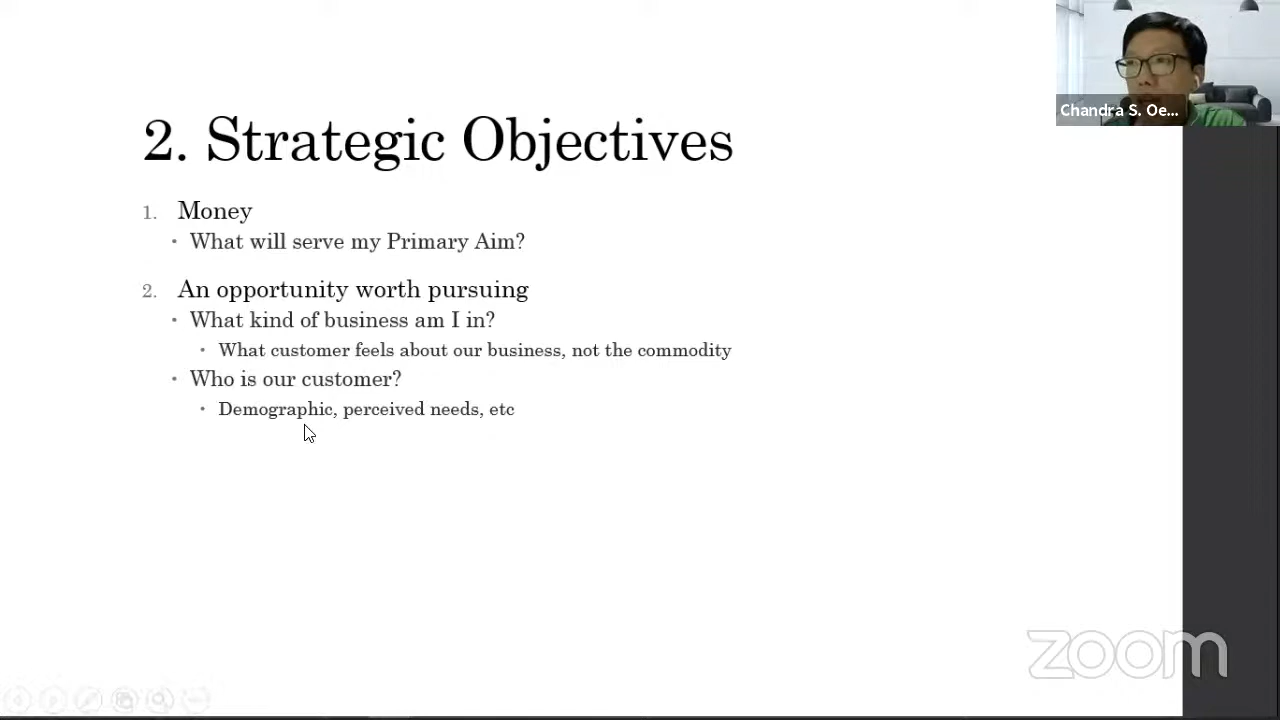 Chandra S. Oe...
2. Strategic Objectives
1. Money
• What will serve my Primary Aim?
2. An opportunity worth pursuing
• What kind of business am I in?
• What customer feels about our business, not the commodity
• Who is our customer?
• Demographic, perceived needs, etc
zoom